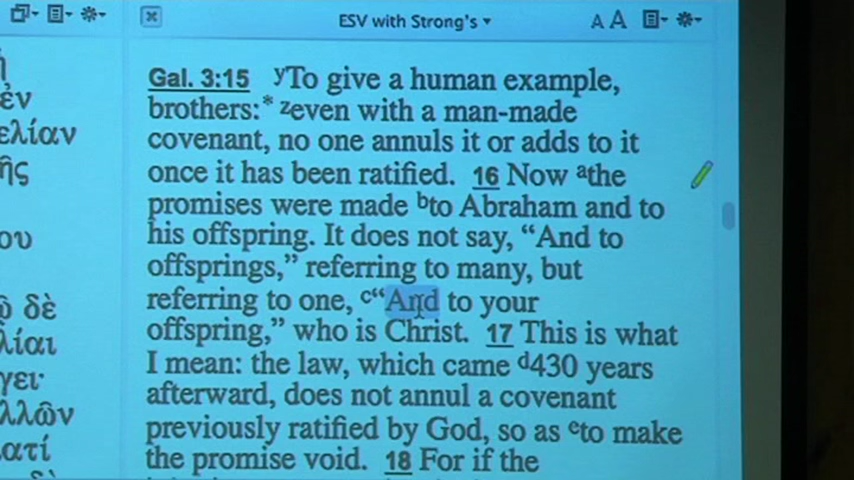 ESV with Strong's
A A
ἐν
ελίαν
ῆς
ου
ὼ δὲ
λίαι
γει·
λλῶν
ατί
Gal. 3:15 yTo give a human example,
brothers:* zeven with a man-made
covenant, no one annuls it or adds to it
once it has been ratified. 16 Now athe
promises were made bto Abraham and to
his offspring. It does not say, “And to
offsprings,” referring to many, but
referring to one, c“And to your
offspring,” who is Christ. 17 This is what
I mean: the law, which came d430 years
afterward, does not annul a covenant
previously ratified by God, so as eto make
the promise void. 18 For if the